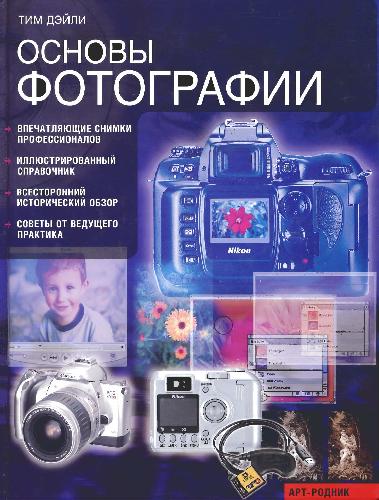 ТИМ ДЭЙЛИ
ОСНОВЫ
ФОТОГРАФИИ
ВПЕЧАТЛЯЮЩИЕ СНИМКИ
ПРОФЕССИОНАЛОВ
ИЛЛЮСТРИРОВАННЫЙ
СПРАВОЧНИК
ВСЕСТОРОННИЙ
ИСТОРИЧЕСКИЙ ОБЗОР
СОВЕТЫ ОТ ВЕДУЩЕГО
ПРАКТИКА
Nikon
Nikon
АРТ-РОДНИК